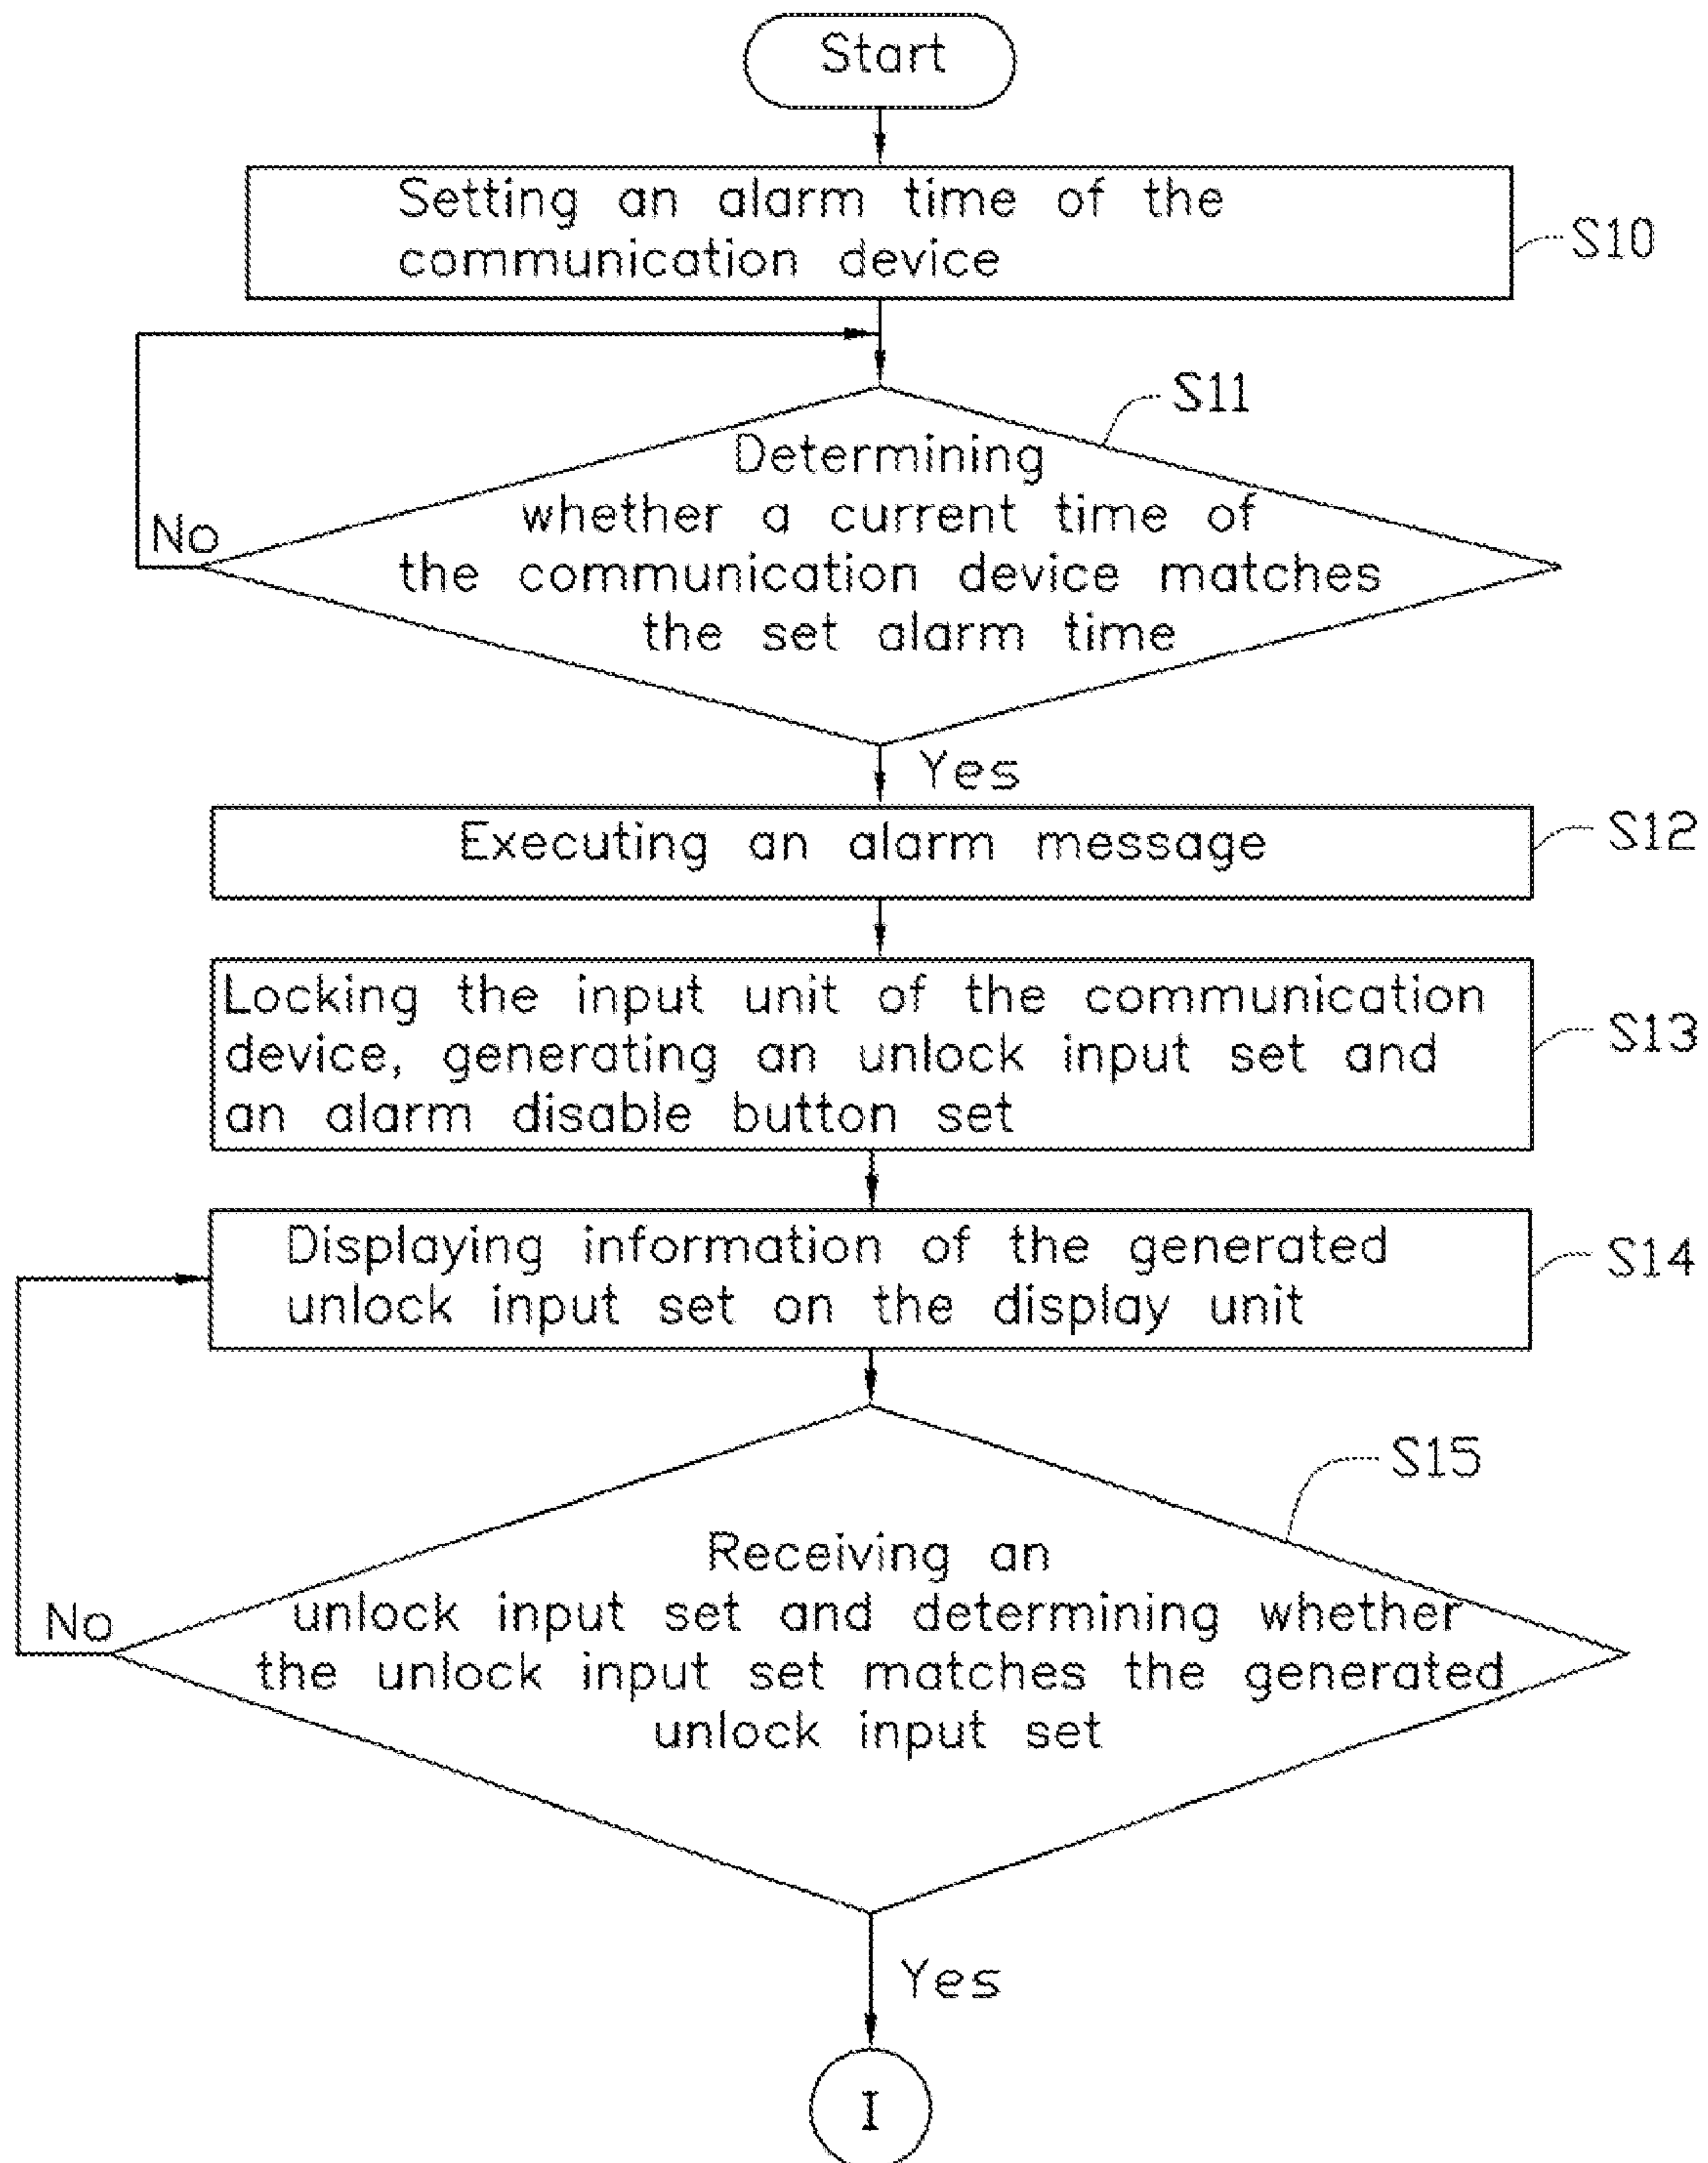 Start
Setting an alarm time of the
communication device
S10
S11
Determining
whether a current time of
the communication device matches
the set alarm time
No
Yes
Executing an alarm message
S12
Locking the input unit of the communication
device, generating an unlock input set and
an alarm disable button set
S13
Displaying information of the generated
unlock input set on the display unit
S14
S15
Receiving an
unlock input set and determining whether
the unlock input set matches the generated
unlock input set
No
Yes
I